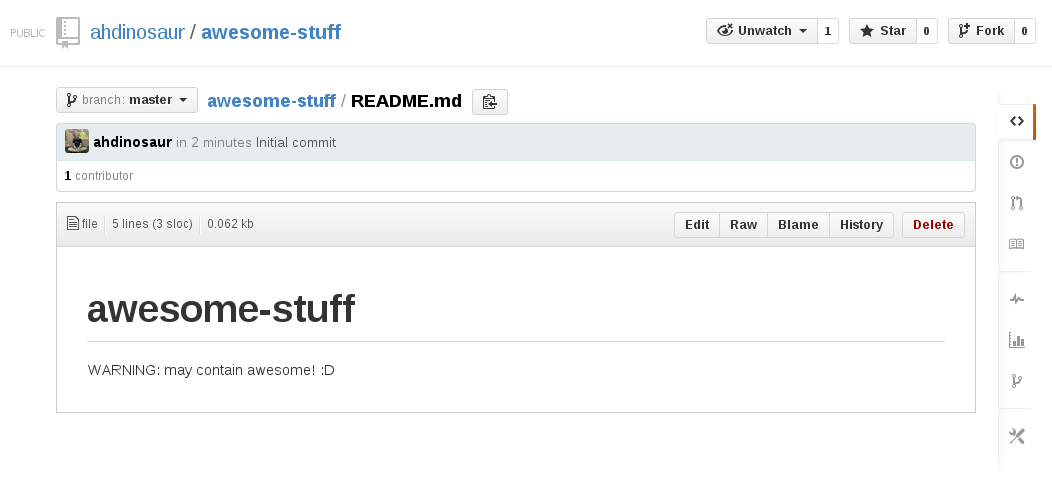 PUBLIC ahdinosaur / awesome-stuff Unwatch 1 Star 0 Fork 0
branch: master awesome-stuff / README.md
ahdinosaur in 2 minutes Initial commit
1 contributor
file 5 lines (3 sloc) 0.062 kb Edit Raw Blame History Delete
awesome-stuff
WARNING: may contain awesome! :D